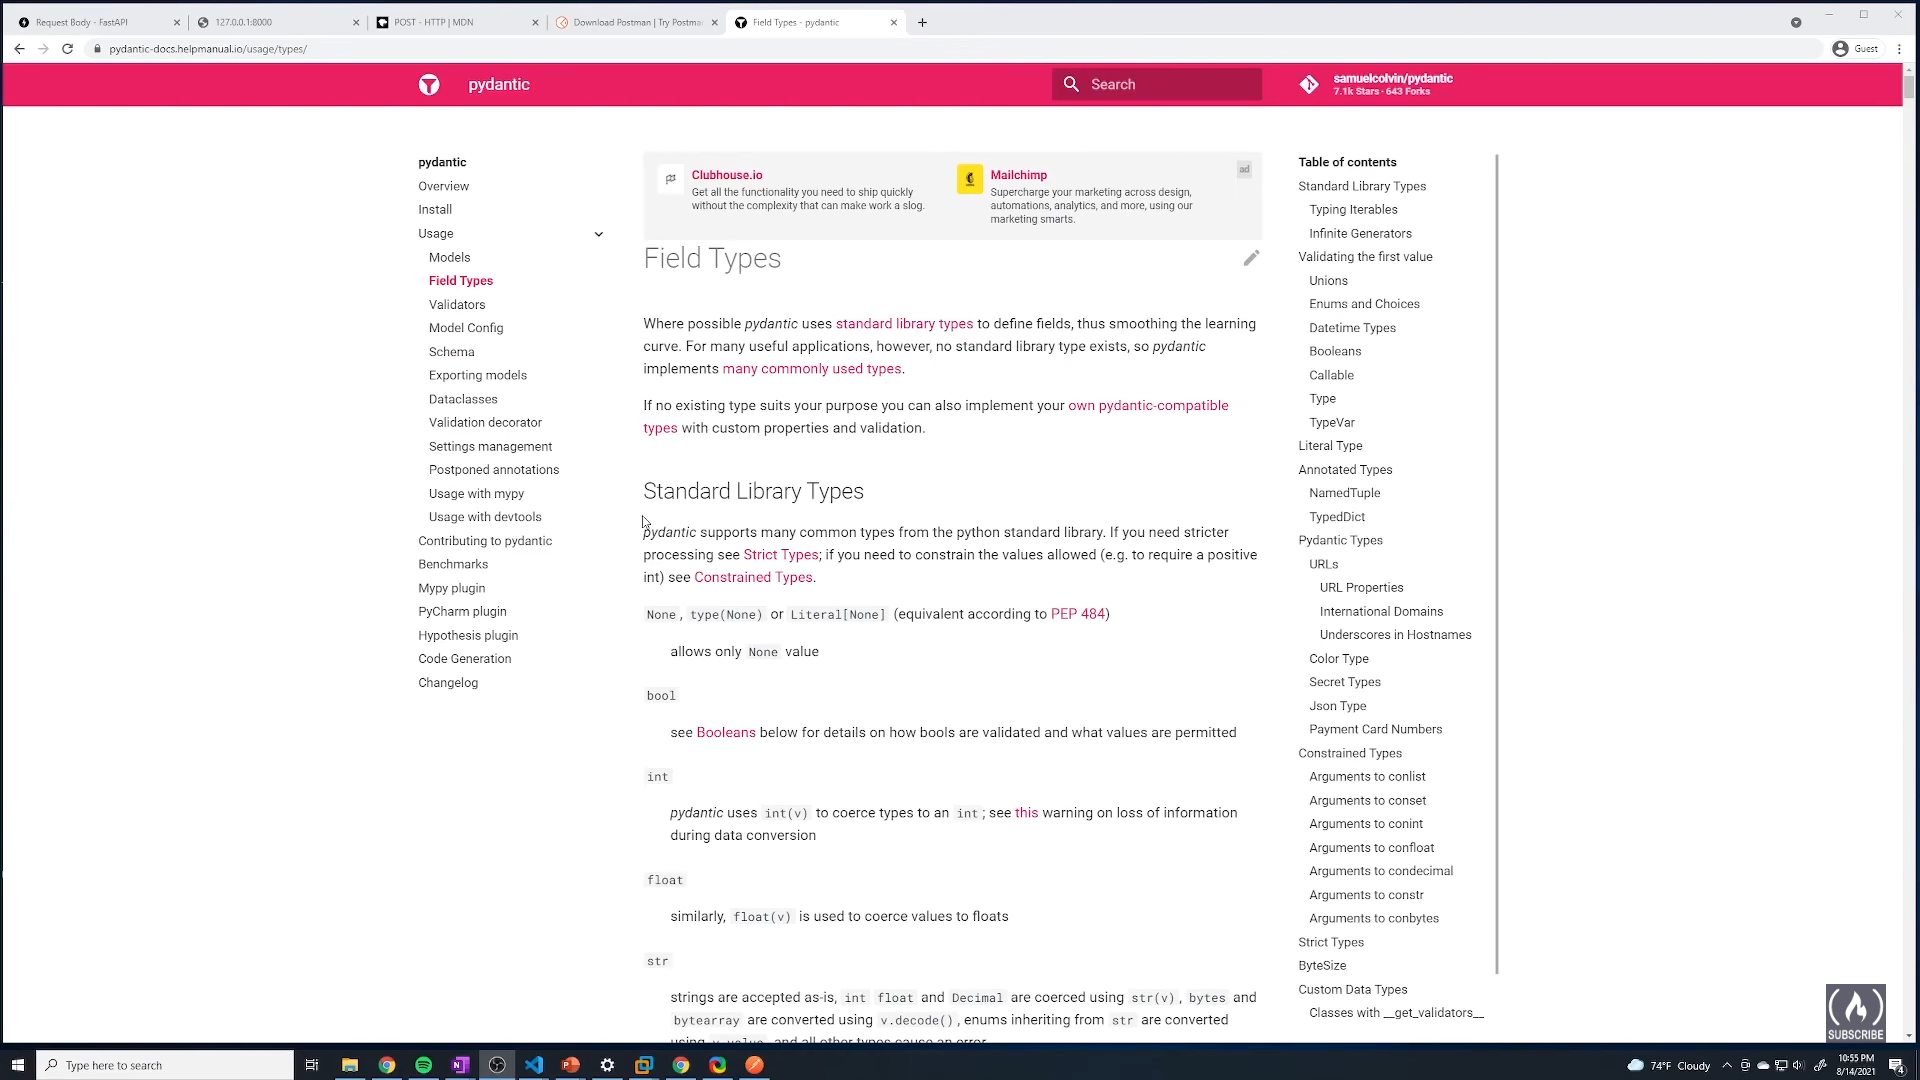 Request Body - FastAPI
127.0.0.1:8000
POST - HTTP | MDN
Download Postman | Try Postma
Field Types - pydantic
pydantic-docs.helpmanual.io/usage/types/
Guest
pydantic
Search
samuelcolvin/pydantic
7.1k Stars · 643 Forks
pydantic
Overview
Install
Usage
Models
Field Types
Validators
Model Config
Schema
Exporting models
Dataclasses
Validation decorator
Settings management
Postponed annotations
Usage with mypy
Usage with devtools
Contributing to pydantic
Benchmarks
Mypy plugin
PyCharm plugin
Hypothesis plugin
Code Generation
Changelog
Clubhouse.io
Get all the functionality you need to ship quickly
without the complexity that can make work a slog.
Mailchimp
Supercharge your marketing across design,
automations, analytics, and more, using our
marketing smarts.
ad
Field Types
Where possible pydantic uses standard library types to define fields, thus smoothing the learning
curve. For many useful applications, however, no standard library type exists, so pydantic
implements many commonly used types.
If no existing type suits your purpose you can also implement your own pydantic-compatible
types with custom properties and validation.
Standard Library Types
pydantic supports many common types from the python standard library. If you need stricter
processing see Strict Types; if you need to constrain the values allowed (e.g. to require a positive
int) see Constrained Types.
None, type(None) or Literal[None] (equivalent according to PEP 484)
allows only None value
bool
see Booleans below for details on how bools are validated and what values are permitted
int
pydantic uses int(v) to coerce types to an int; see this warning on loss of information
during data conversion
float
similarly, float(v) is used to coerce values to floats
str
strings are accepted as-is, int float and Decimal are coerced using str(v), bytes and
bytearray are converted using v.decode(), enums inheriting from str are converted
using v.value, and all other types cause an error
Table of contents
Standard Library Types
Typing Iterables
Infinite Generators
Validating the first value
Unions
Enums and Choices
Datetime Types
Booleans
Callable
Type
TypeVar
Literal Type
Annotated Types
NamedTuple
TypedDict
Pydantic Types
URLs
URL Properties
International Domains
Underscores in Hostnames
Color Type
Secret Types
Json Type
Payment Card Numbers
Constrained Types
Arguments to conlist
Arguments to conset
Arguments to conint
Arguments to confloat
Arguments to condecimal
Arguments to constr
Arguments to conbytes
Strict Types
ByteSize
Custom Data Types
Classes with __get_validators__
SUBSCRIBE
Type here to search
74°F Cloudy
10:55 PM
8/14/2021
4